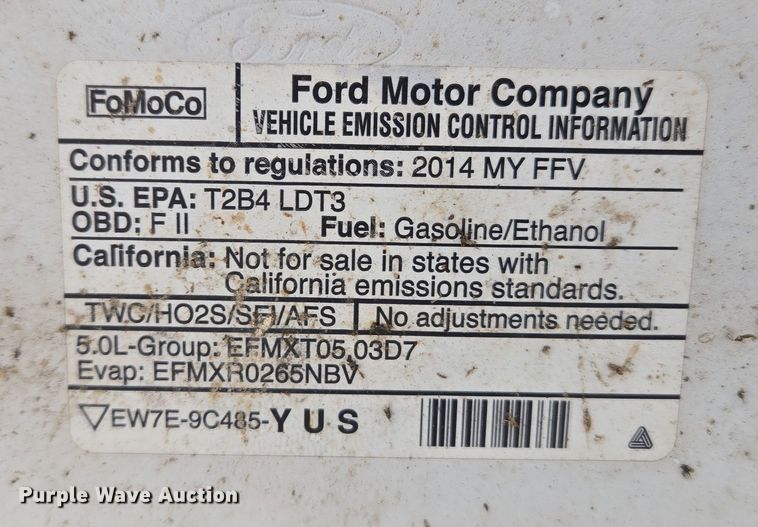 Ford
FoMoCo
Ford Motor Company
VEHICLE EMISSION CONTROL INFORMATION
Conforms to regulations: 2014 MY FFV
U.S. EPA: T2B4 LDT3
OBD: F II Fuel: Gasoline/Ethanol
California: Not for sale in states with
California emissions standards.
TWC/HO2S/SFI/AFS No adjustments needed.
5.0L-Group: EFMXT05.03D7
Evap: EFMXR0265NBV
EW7E-9C485-YUS
Purple Wave Auction